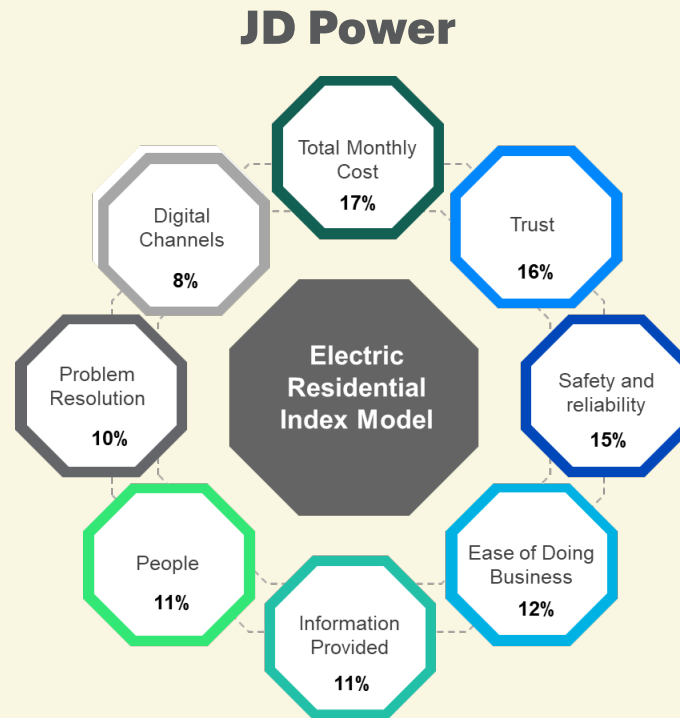 JD Power
Total Monthly
Cost
17%
Trust
16%
Safety and
reliability
15%
Ease of Doing
Business
12%
Information
Provided
11%
People
11%
Problem
Resolution
10%
Digital
Channels
8%
Electric
Residential
Index Model